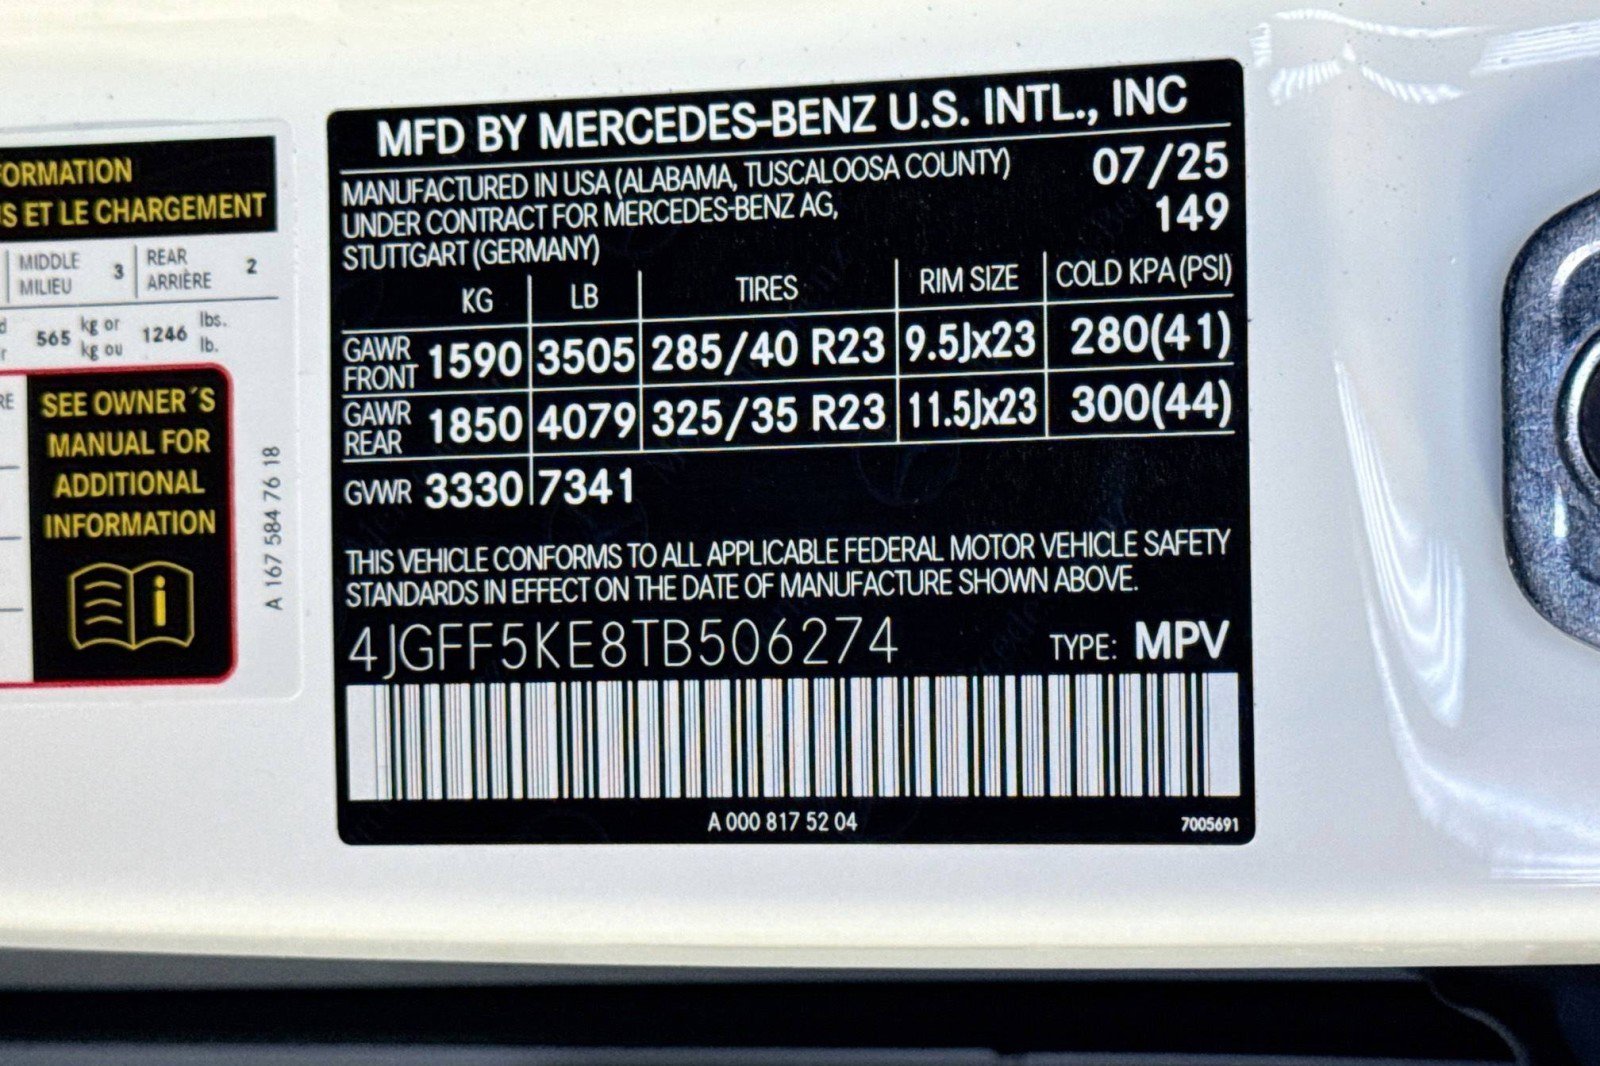 ORMATION
S ET LE CHARGEMENT
MIDDLE 3 REAR 2
MILIEU ARRIÈRE
565 kg or 1246 lbs.
kg ou lb.
SEE OWNER´S
MANUAL FOR
ADDITIONAL
INFORMATION
A 167 584 76 18
MFD BY MERCEDES-BENZ U.S. INTL., INC
MANUFACTURED IN USA (ALABAMA, TUSCALOOSA COUNTY) 07/25
UNDER CONTRACT FOR MERCEDES-BENZ AG, 149
STUTTGART (GERMANY)
KG LB TIRES RIM SIZE COLD KPA (PSI)
GAWR FRONT 1590 3505 285/40 R23 9.5Jx23 280(41)
GAWR REAR 1850 4079 325/35 R23 11.5Jx23 300(44)
GVWR 3330 7341
THIS VEHICLE CONFORMS TO ALL APPLICABLE FEDERAL MOTOR VEHICLE SAFETY
STANDARDS IN EFFECT ON THE DATE OF MANUFACTURE SHOWN ABOVE.
4JGFF5KE8TB506274 TYPE: MPV
A 000 817 52 04 7005691